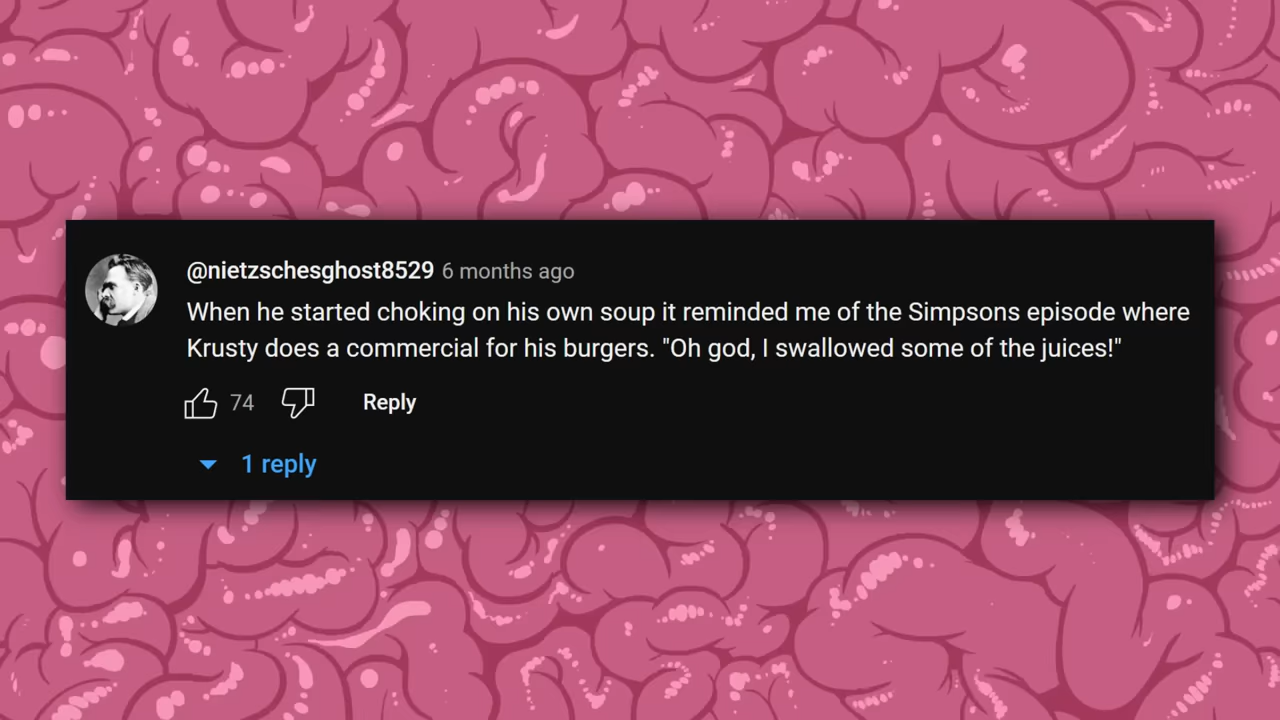 @nietzschesghost8529 6 months ago
When he started choking on his own soup it reminded me of the Simpsons episode where
Krusty does a commercial for his burgers. "Oh god, I swallowed some of the juices!"
74 Reply
1 reply